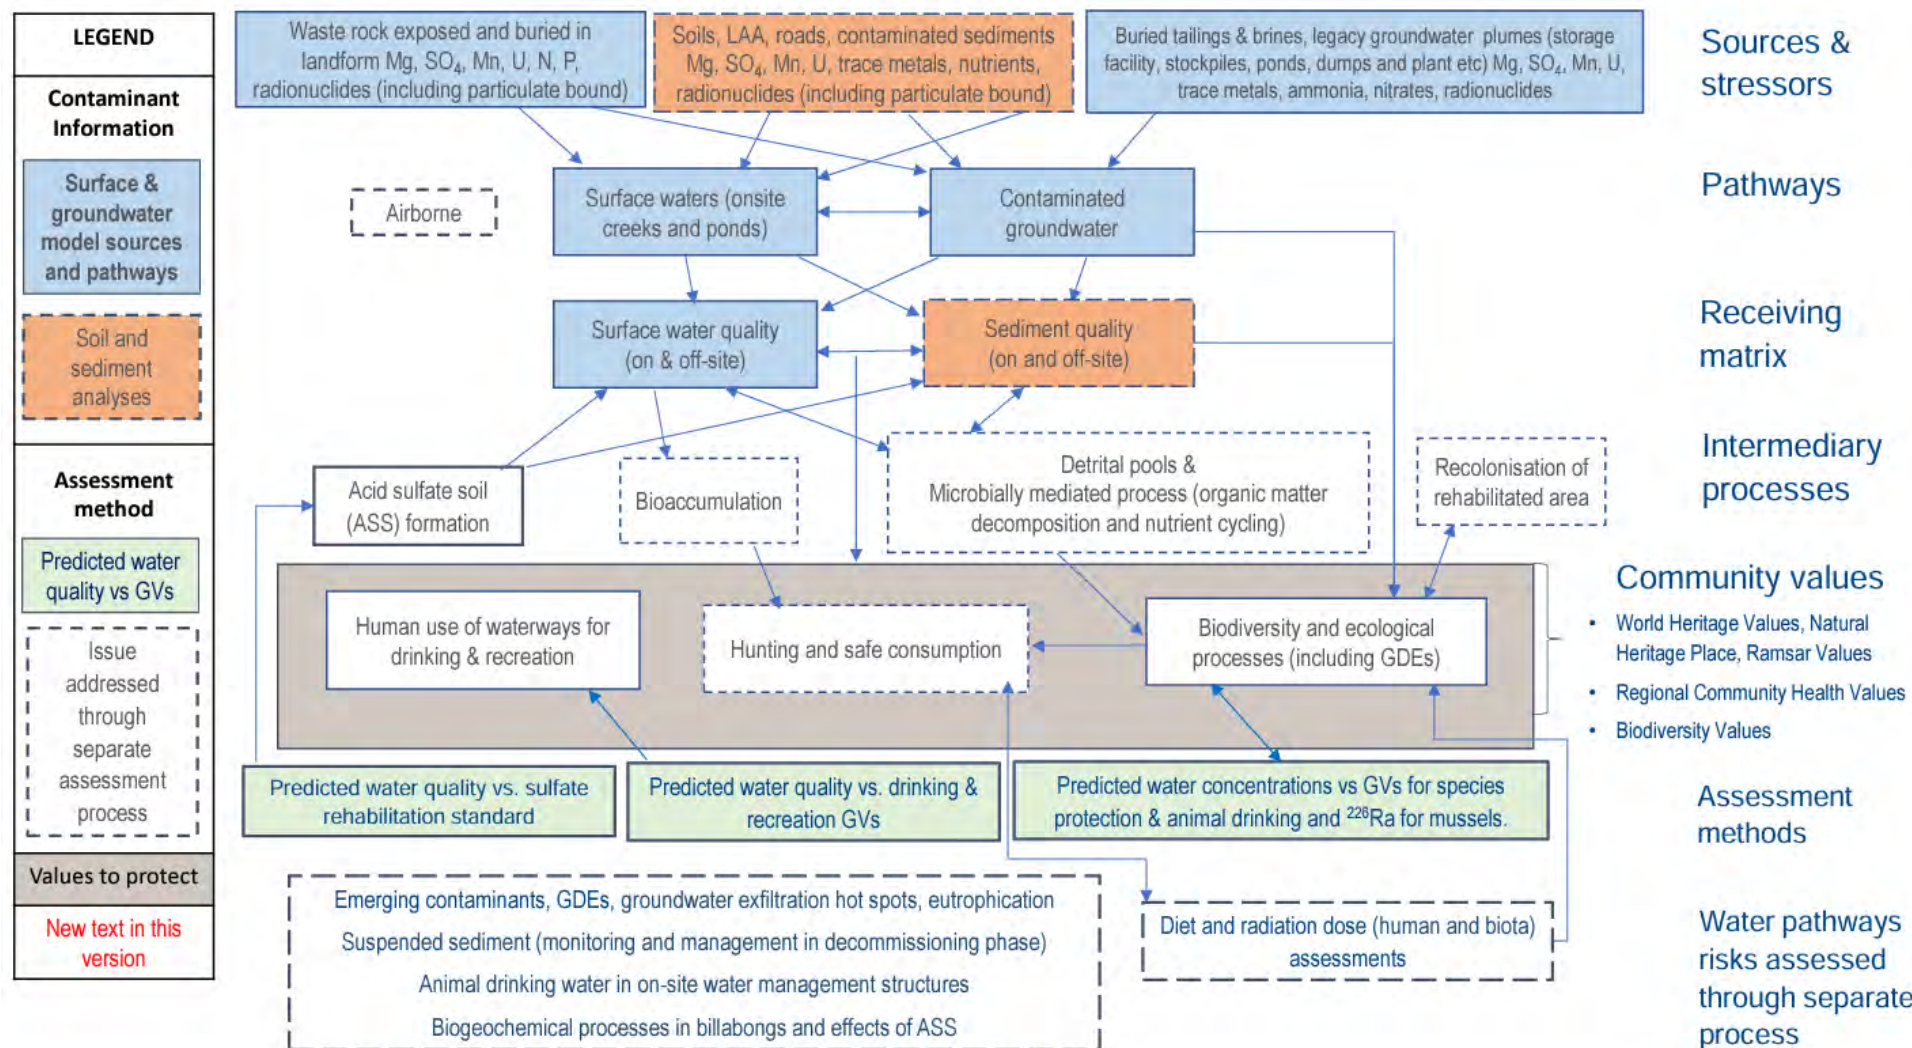 LEGEND
Contaminant
Information
Surface &
groundwater
model sources
and pathways
Soil and
sediment
analyses
Assessment
method
Predicted water
quality vs GVs
Issue
addressed
through
separate
assessment
process
Values to protect
New text in this
version
Waste rock exposed and buried in
landform Mg, SO₄, Mn, U, N, P,
radionuclides (including particulate bound)
Soils, LAA, roads, contaminated sediments
Mg, SO₄, Mn, U, trace metals, nutrients,
radionuclides (including particulate bound)
Buried tailings & brines, legacy groundwater plumes (storage
facility, stockpiles, ponds, dumps and plant etc) Mg, SO₄, Mn, U,
trace metals, ammonia, nitrates, radionuclides
Sources &
stressors
Airborne
Surface waters (onsite
creeks and ponds)
Contaminated
groundwater
Pathways
Surface water quality
(on & off-site)
Sediment quality
(on and off-site)
Receiving
matrix
Acid sulfate soil
(ASS) formation
Bioaccumulation
Detrital pools &
Microbially mediated process (organic matter
decomposition and nutrient cycling)
Recolonisation of
rehabilitated area
Intermediary
processes
Human use of waterways for
drinking & recreation
Hunting and safe consumption
Biodiversity and ecological
processes (including GDEs)
Community values
• World Heritage Values, Natural
Heritage Place, Ramsar Values
• Regional Community Health Values
• Biodiversity Values
Predicted water quality vs. sulfate
rehabilitation standard
Predicted water quality vs. drinking &
recreation GVs
Predicted water concentrations vs GVs for species
protection & animal drinking and ²²⁶Ra for mussels.
Assessment
methods
Emerging contaminants, GDEs, groundwater exfiltration hot spots, eutrophication
Suspended sediment (monitoring and management in decommissioning phase)
Animal drinking water in on-site water management structures
Biogeochemical processes in billabongs and effects of ASS
Diet and radiation dose (human and biota)
assessments
Water pathways
risks assessed
through separate
process